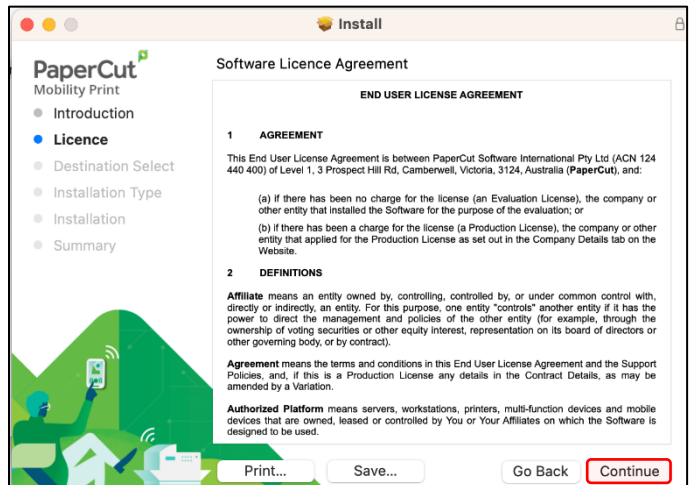 Install
PaperCut
Mobility Print
Introduction
Licence
Destination Select
Installation Type
Installation
Summary
Software Licence Agreement
END USER LICENSE AGREEMENT
1 AGREEMENT
This End User License Agreement is between PaperCut Software International Pty Ltd (ACN 124
440 400) of Level 1, 3 Prospect Hill Rd, Camberwell, Victoria, 3124, Australia (PaperCut), and:
(a) if there has been no charge for the license (an Evaluation License), the company or
other entity that installed the Software for the purpose of the evaluation; or
(b) if there has been a charge for the license (a Production License), the company or other
entity that applied for the Production License as set out in the Company Details tab on the
Website.
2 DEFINITIONS
Affiliate means an entity owned by, controlling, controlled by, or under common control with,
directly or indirectly, an entity. For this purpose, one entity "controls" another entity if it has the
power to direct the management and policies of the other entity (for example, through the
ownership of voting securities or other equity interest, representation on its board of directors or
other governing body, or by contract).
Agreement means the terms and conditions in this End User License Agreement and the Support
Policies, and, if this is a Production License any details in the Contract Details, as may be
amended by a Variation.
Authorized Platform means servers, workstations, printers, multi-function devices and mobile
devices that are owned, leased or controlled by You or Your Affiliates on which the Software is
designed to be used.
Print... Save... Go Back Continue